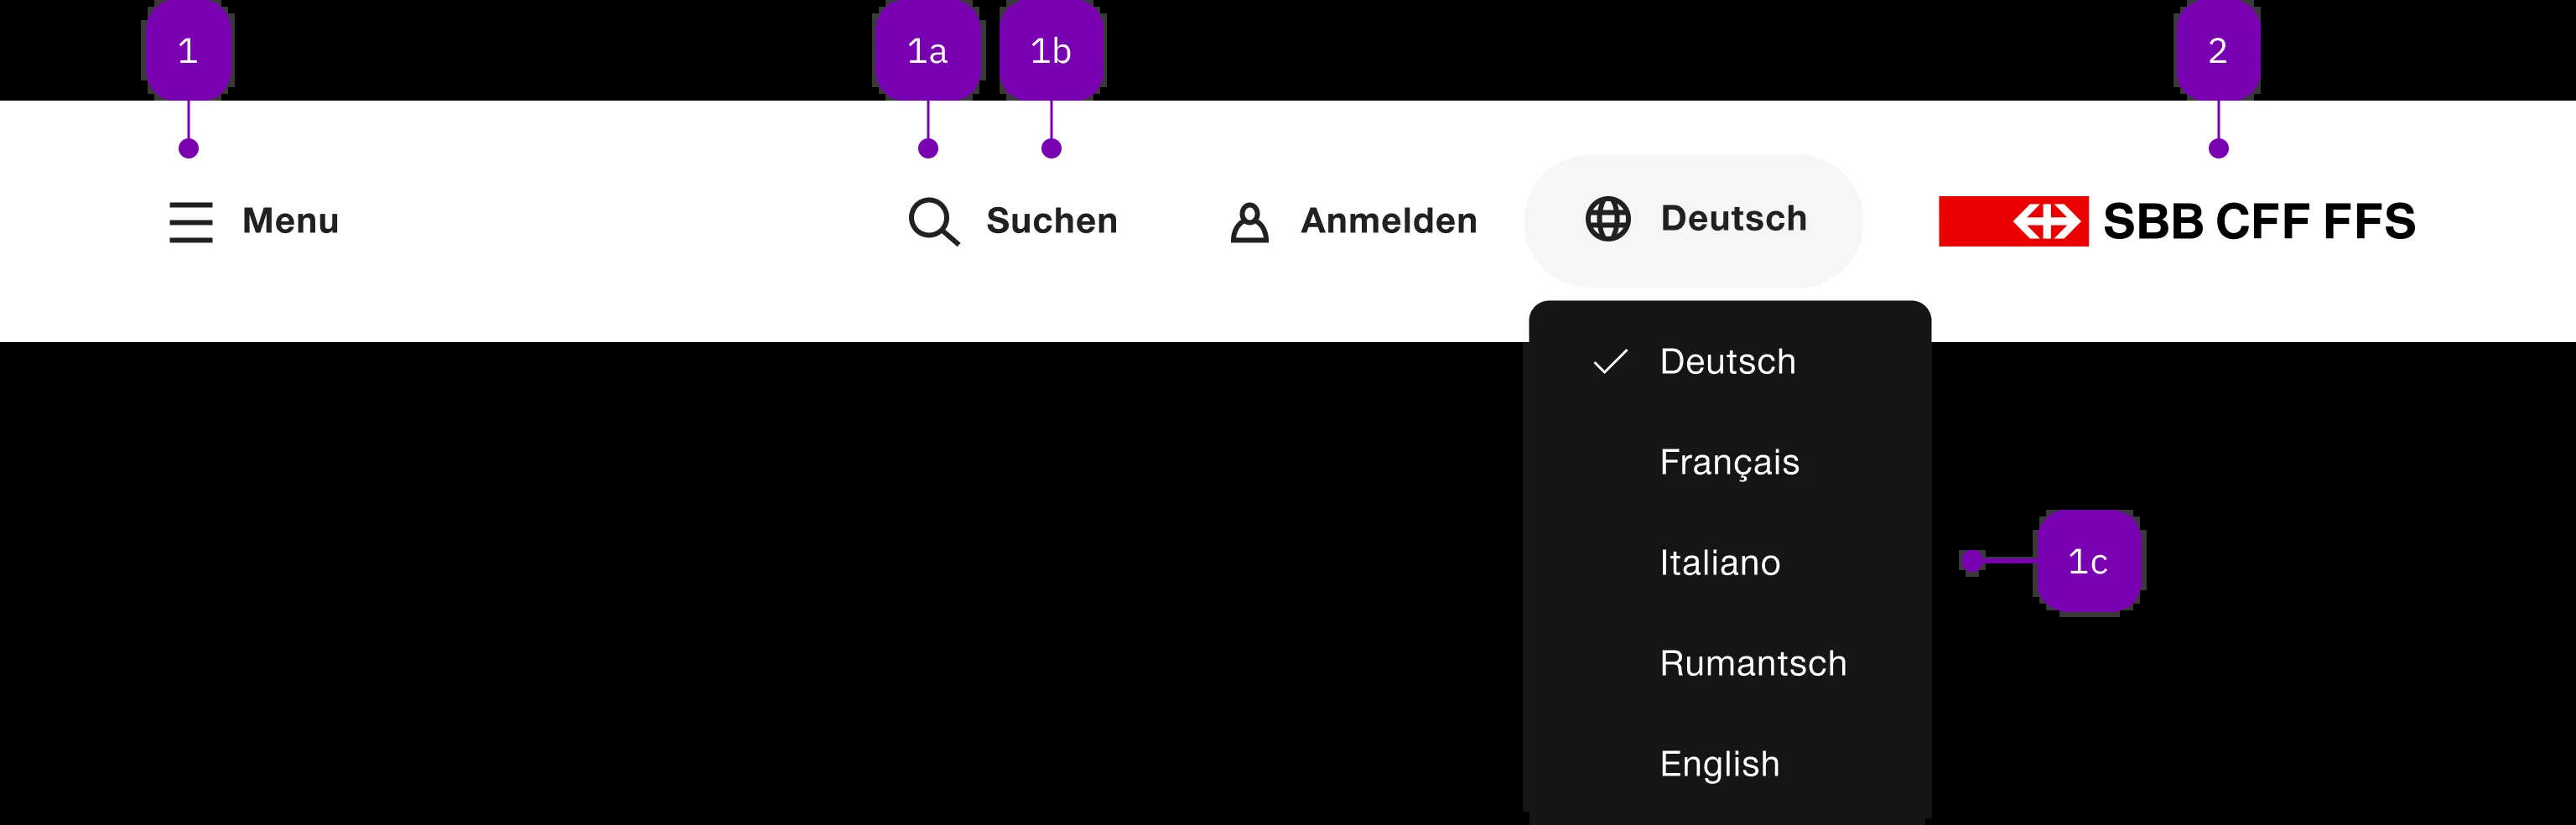 1 1a 1b 2
Menu Suchen Anmelden Deutsch SBB CFF FFS
Deutsch
Français
Italiano
1c
Rumantsch
English